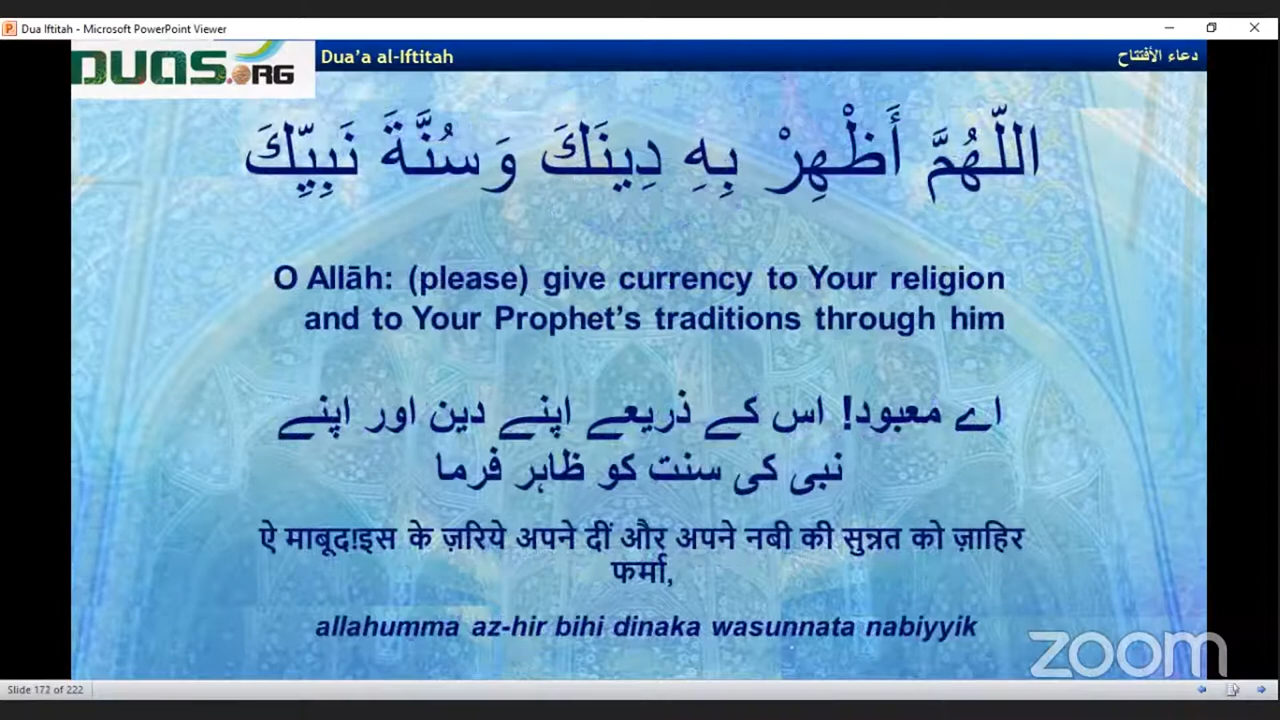 Dua Iftitah - Microsoft PowerPoint Viewer
DUAS.ORG
Dua'a al-Iftitah
دعاء الأفتتاح
اللّهُمَّ أَظْهِرْ بِهِ دِينَكَ وَسُنَّةَ نَبِيِّكَ
O Allāh: (please) give currency to Your religion
and to Your Prophet's traditions through him
اے معبود! اس کے ذریعے اپنے دین اور اپنے
نبی کی سنت کو ظاہر فرما
ऐ माबूद!इस के ज़रिये अपने दीं और अपने नबी की सुन्नत को ज़ाहिर
फर्मा,
allahumma az-hir bihi dinaka wasunnata nabiyyik
zoom
Slide 172 of 222